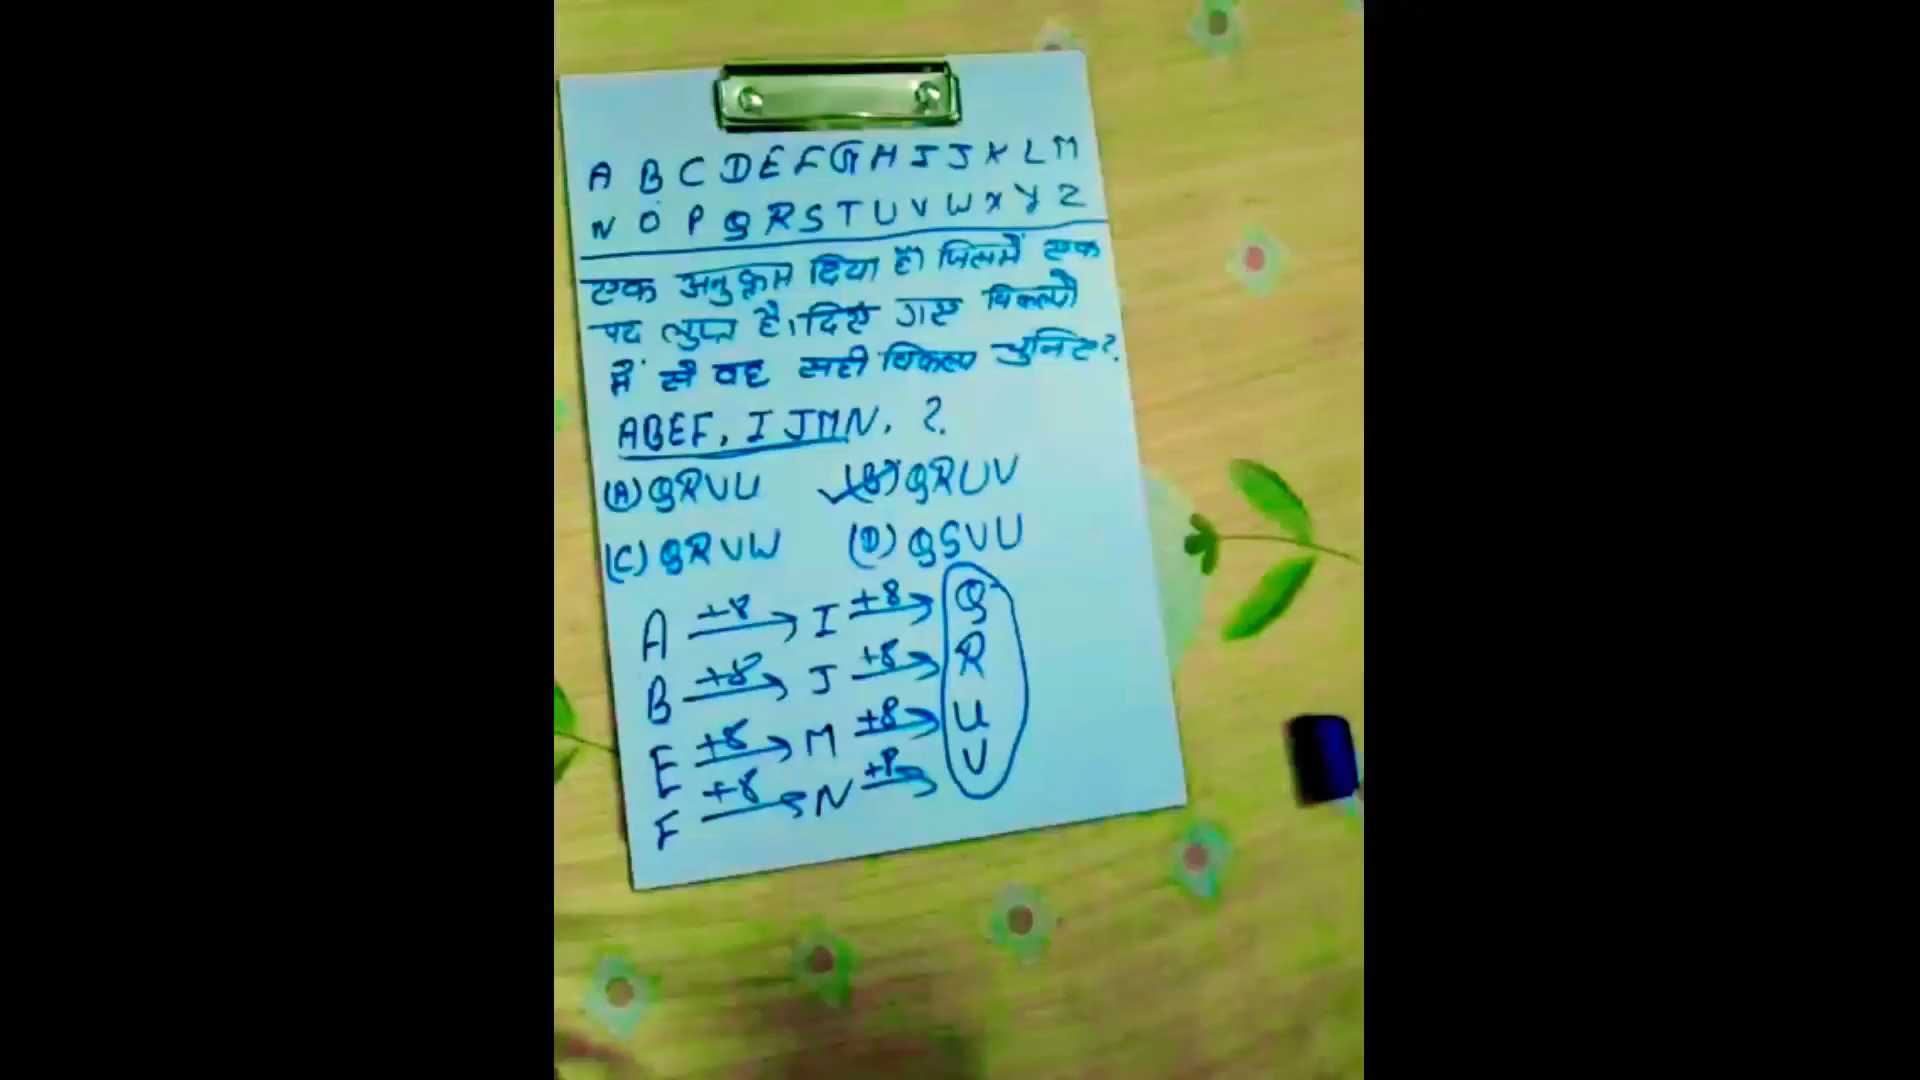 A B C D E F G H I J K L M
N O P Q R S T U V W X Y Z
एक अनुक्रम दिया है। जिसमें एक
पद लुप्त है। दिए गए विकल्पो
में से वह सही विकल्प चुनिए?
ABEF, IJMN, ?
(A) QRVU (B) QRUV
(C) QRVW (D) QSVU
A +8 → I +8 → Q
B +8 → J +8 → R
E +8 → M +8 → U
F +8 → N +8 → V